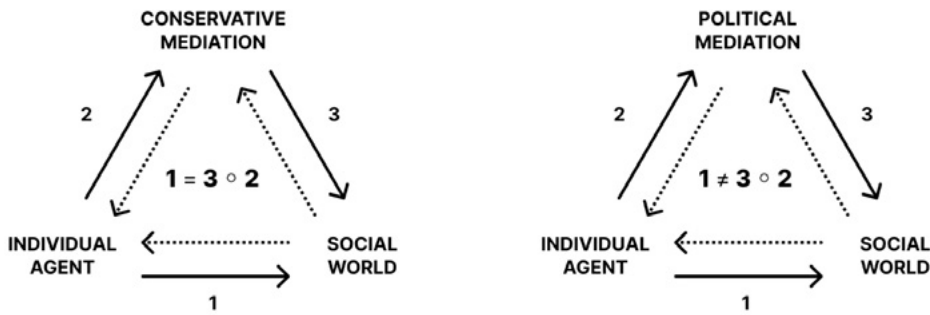 CONSERVATIVE
MEDIATION
2
3
1 = 3 ∘ 2
INDIVIDUAL
AGENT
SOCIAL
WORLD
1
POLITICAL
MEDIATION
2
3
1 ≠ 3 ∘ 2
INDIVIDUAL
AGENT
SOCIAL
WORLD
1